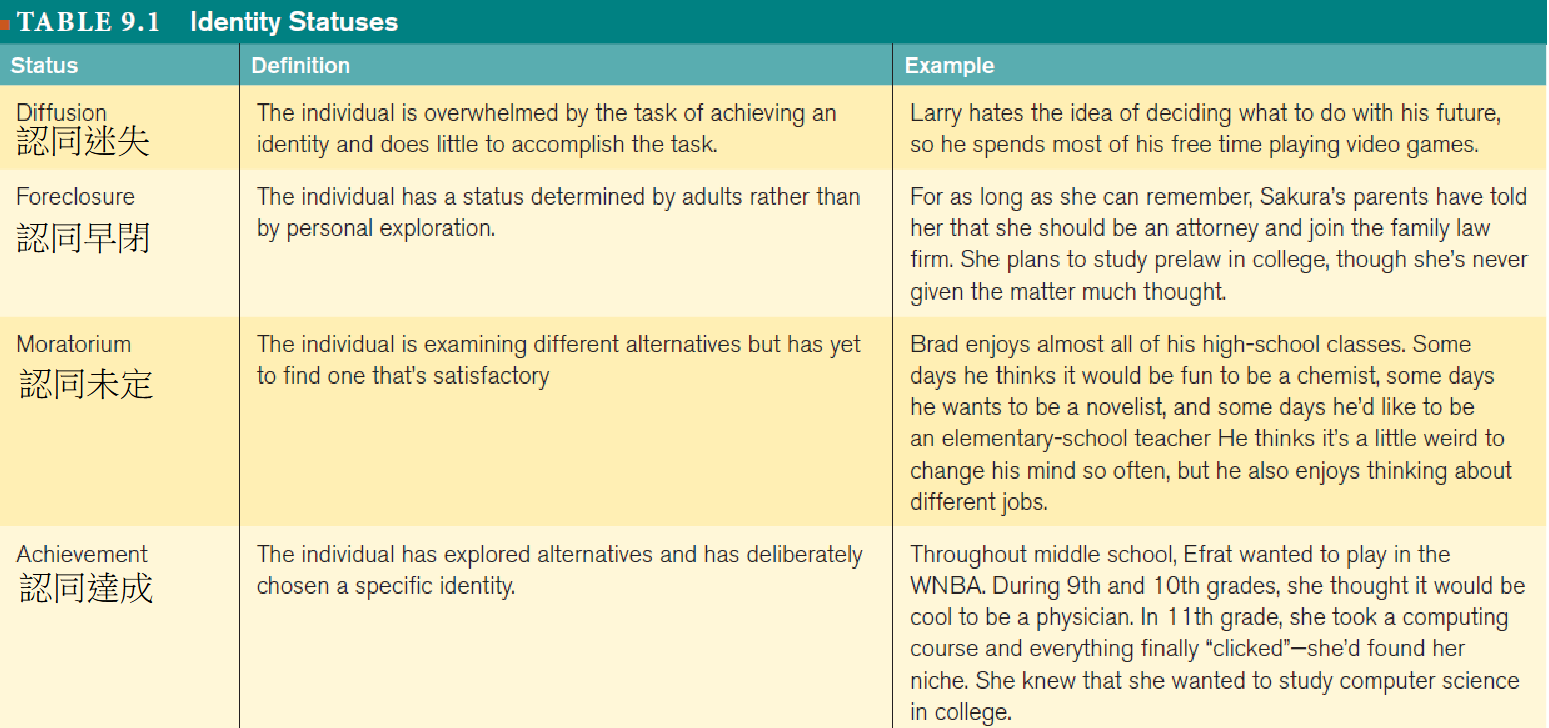 TABLE 9.1 Identity Statuses
Status Definition Example
Diffusion
認同迷失
The individual is overwhelmed by the task of achieving an
identity and does little to accomplish the task.
Larry hates the idea of deciding what to do with his future,
so he spends most of his free time playing video games.
Foreclosure
認同早閉
The individual has a status determined by adults rather than
by personal exploration.
For as long as she can remember, Sakura's parents have told
her that she should be an attorney and join the family law
firm. She plans to study prelaw in college, though she's never
given the matter much thought.
Moratorium
認同未定
The individual is examining different alternatives but has yet
to find one that's satisfactory
Brad enjoys almost all of his high-school classes. Some
days he thinks it would be fun to be a chemist, some days
he wants to be a novelist, and some days he'd like to be
an elementary-school teacher He thinks it's a little weird to
change his mind so often, but he also enjoys thinking about
different jobs.
Achievement
認同達成
The individual has explored alternatives and has deliberately
chosen a specific identity.
Throughout middle school, Efrat wanted to play in the
WNBA. During 9th and 10th grades, she thought it would be
cool to be a physician. In 11th grade, she took a computing
course and everything finally “clicked”—she'd found her
niche. She knew that she wanted to study computer science
in college.